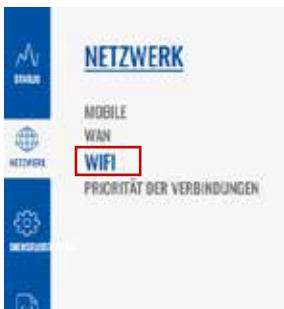 STATUS
NETZWERK
NETZWERK
MOBILE
WAN
WIFI
PRIORITÄT DER VERBINDUNGEN